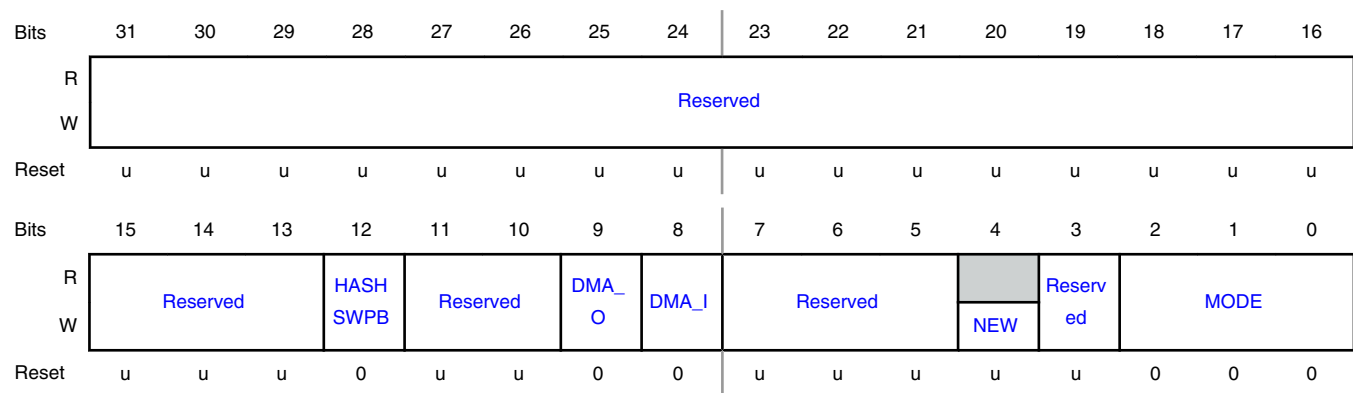 Bits 31 30 29 28 27 26 25 24 23 22 21 20 19 18 17 16
R
Reserved
W
Reset u u u u u u u u u u u u u u u u
Bits 15 14 13 12 11 10 9 8 7 6 5 4 3 2 1 0
R
W
Reserved
HASH
SWPB
Reserved
DMA_
O
DMA_I
Reserved
NEW
Reserv
ed
MODE
Reset u u u 0 u u 0 0 u u u u u 0 0 0